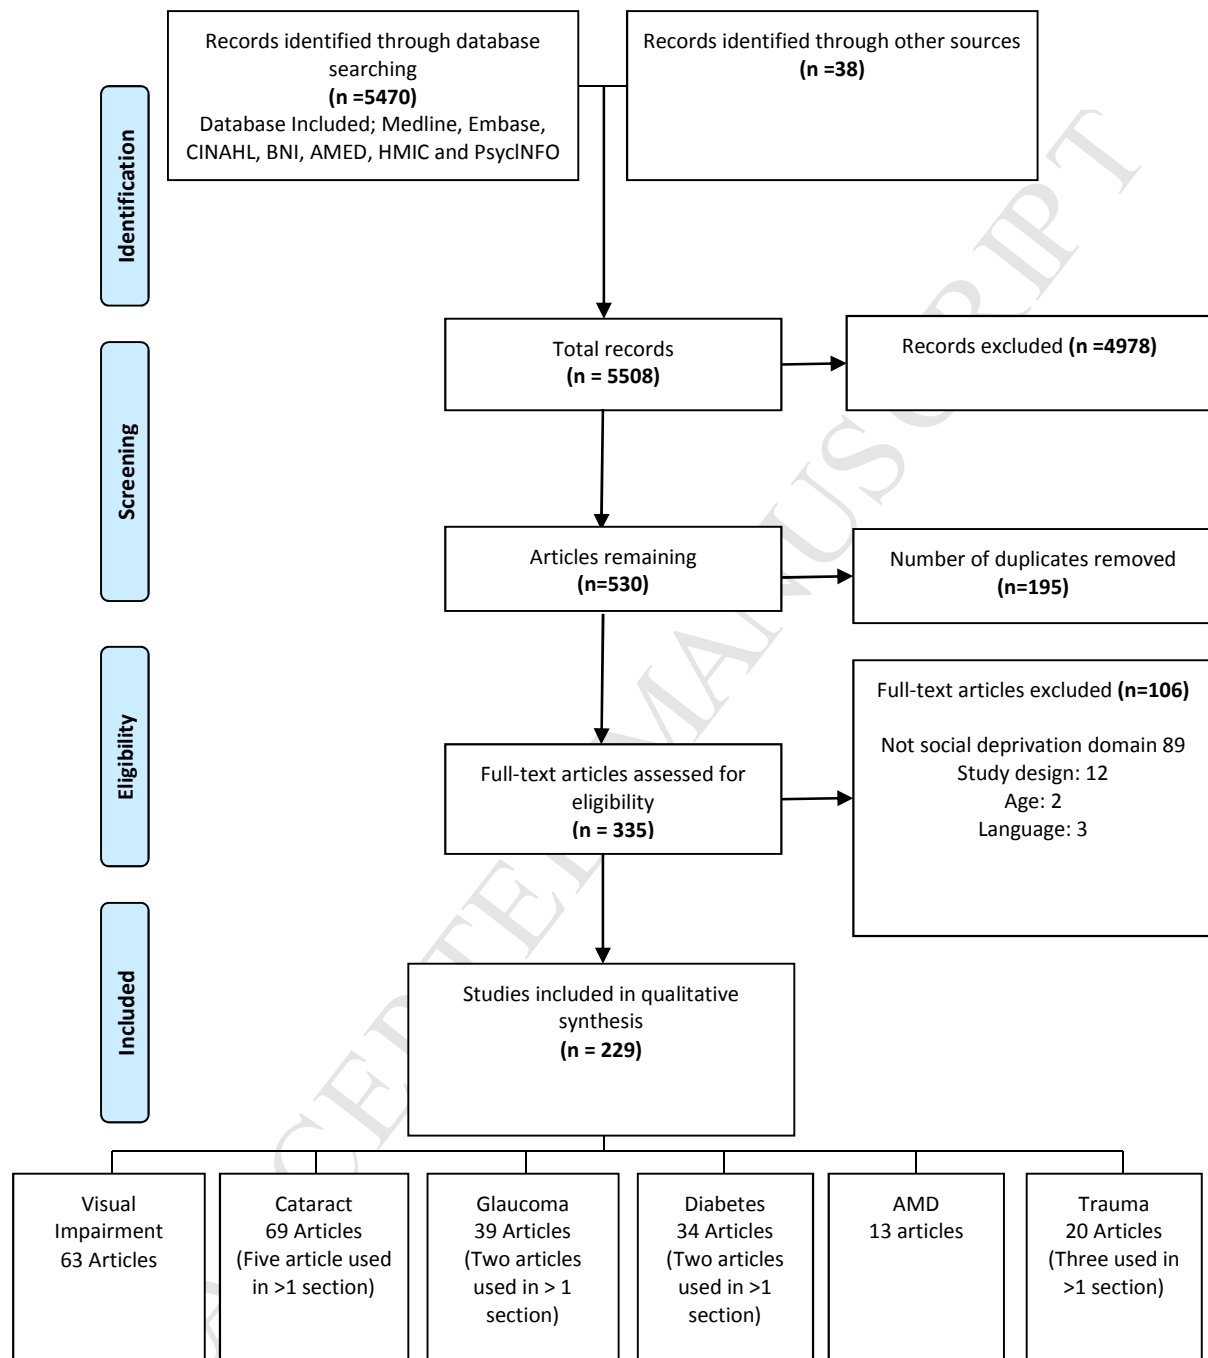 Records identified through database
searching
(n =5470)
Database Included; Medline, Embase,
CINAHL, BNI, AMED, HMIC and PsycINFO
Records identified through other sources
(n =38)
Identification
Total records
(n = 5508)
Records excluded (n =4978)
Screening
Articles remaining
(n=530)
Number of duplicates removed
(n=195)
Eligibility
Full-text articles assessed for
eligibility
(n = 335)
Full-text articles excluded (n=106)
Not social deprivation domain 89
Study design: 12
Age: 2
Language: 3
Included
Studies included in qualitative
synthesis
(n = 229)
Visual
Impairment
63 Articles
Cataract
69 Articles
(Five article used
in >1 section)
Glaucoma
39 Articles
(Two articles
used in > 1
section)
Diabetes
34 Articles
(Two articles
used in >1
section)
AMD
13 articles
Trauma
20 Articles
(Three used in
>1 section)
ACCEPTED MANUSCRIPT